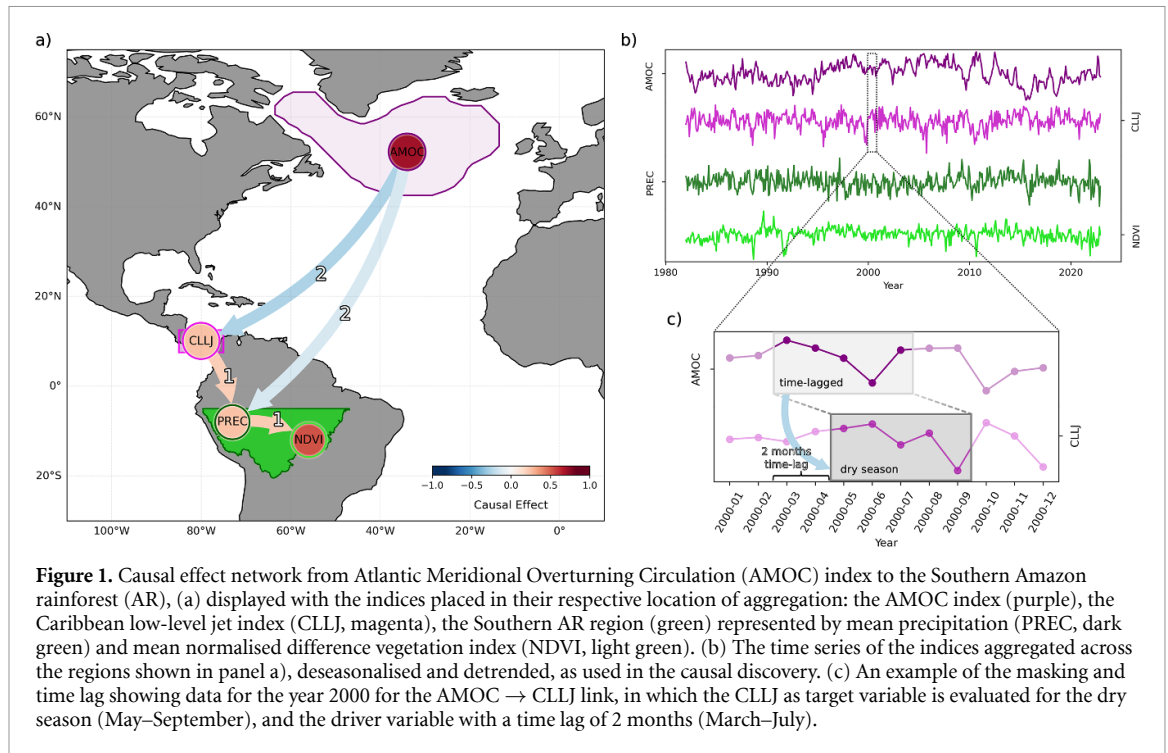 a)
60°N
40°N
20°N
0°
20°S
100°W
80°W
60°W
40°W
20°W
0°
AMOC
2
2
CLLJ
1
PREC
1
NDVI
−1.0
−0.5
0.0
0.5
1.0
Causal Effect
b)
AMOC
CLLJ
PREC
NDVI
1980
1990
2000
2010
2020
Year
c)
AMOC
CLLJ
time-lagged
2 months
time-lag
dry season
2000-01
2000-02
2000-03
2000-04
2000-05
2000-06
2000-07
2000-08
2000-09
2000-10
2000-11
2000-12
Year
Figure 1. Causal effect network from Atlantic Meridional Overturning Circulation (AMOC) index to the Southern Amazon
rainforest (AR), (a) displayed with the indices placed in their respective location of aggregation: the AMOC index (purple), the
Caribbean low-level jet index (CLLJ, magenta), the Southern AR region (green) represented by mean precipitation (PREC, dark
green) and mean normalised difference vegetation index (NDVI, light green). (b) The time series of the indices aggregated across
the regions shown in panel a), deseasonalised and detrended, as used in the causal discovery. (c) An example of the masking and
time lag showing data for the year 2000 for the AMOC → CLLJ link, in which the CLLJ as target variable is evaluated for the dry
season (May–September), and the driver variable with a time lag of 2 months (March–July).